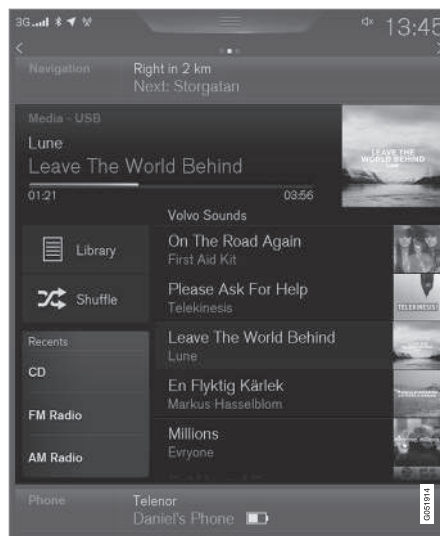 3G
13:45
Navigation
Right in 2 km
Next: Storgatan
Media - USB
Lune
Leave The World Behind
01:21
03:56
LEAVE THE
WORLD BEHIND
LUNE
Volvo Sounds
Library
Shuffle
On The Road Again
First Aid Kit
Please Ask For Help
Telekinesis
TELEKINESIS
Leave The World Behind
Lune
Recents
CD
FM Radio
AM Radio
En Flyktig Kärlek
Markus Hasselblom
Millions
Evryone
Phone
Telenor
Daniel's Phone
G051914